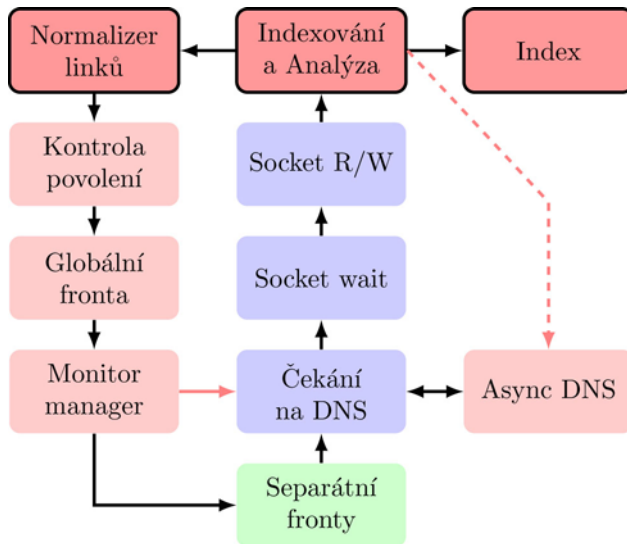 Normalizer
linků
Indexování
a Analýza
Index
Kontrola
povolení
Socket R/W
Globální
fronta
Socket wait
Monitor
manager
Čekání
na DNS
Async DNS
Separátní
fronty